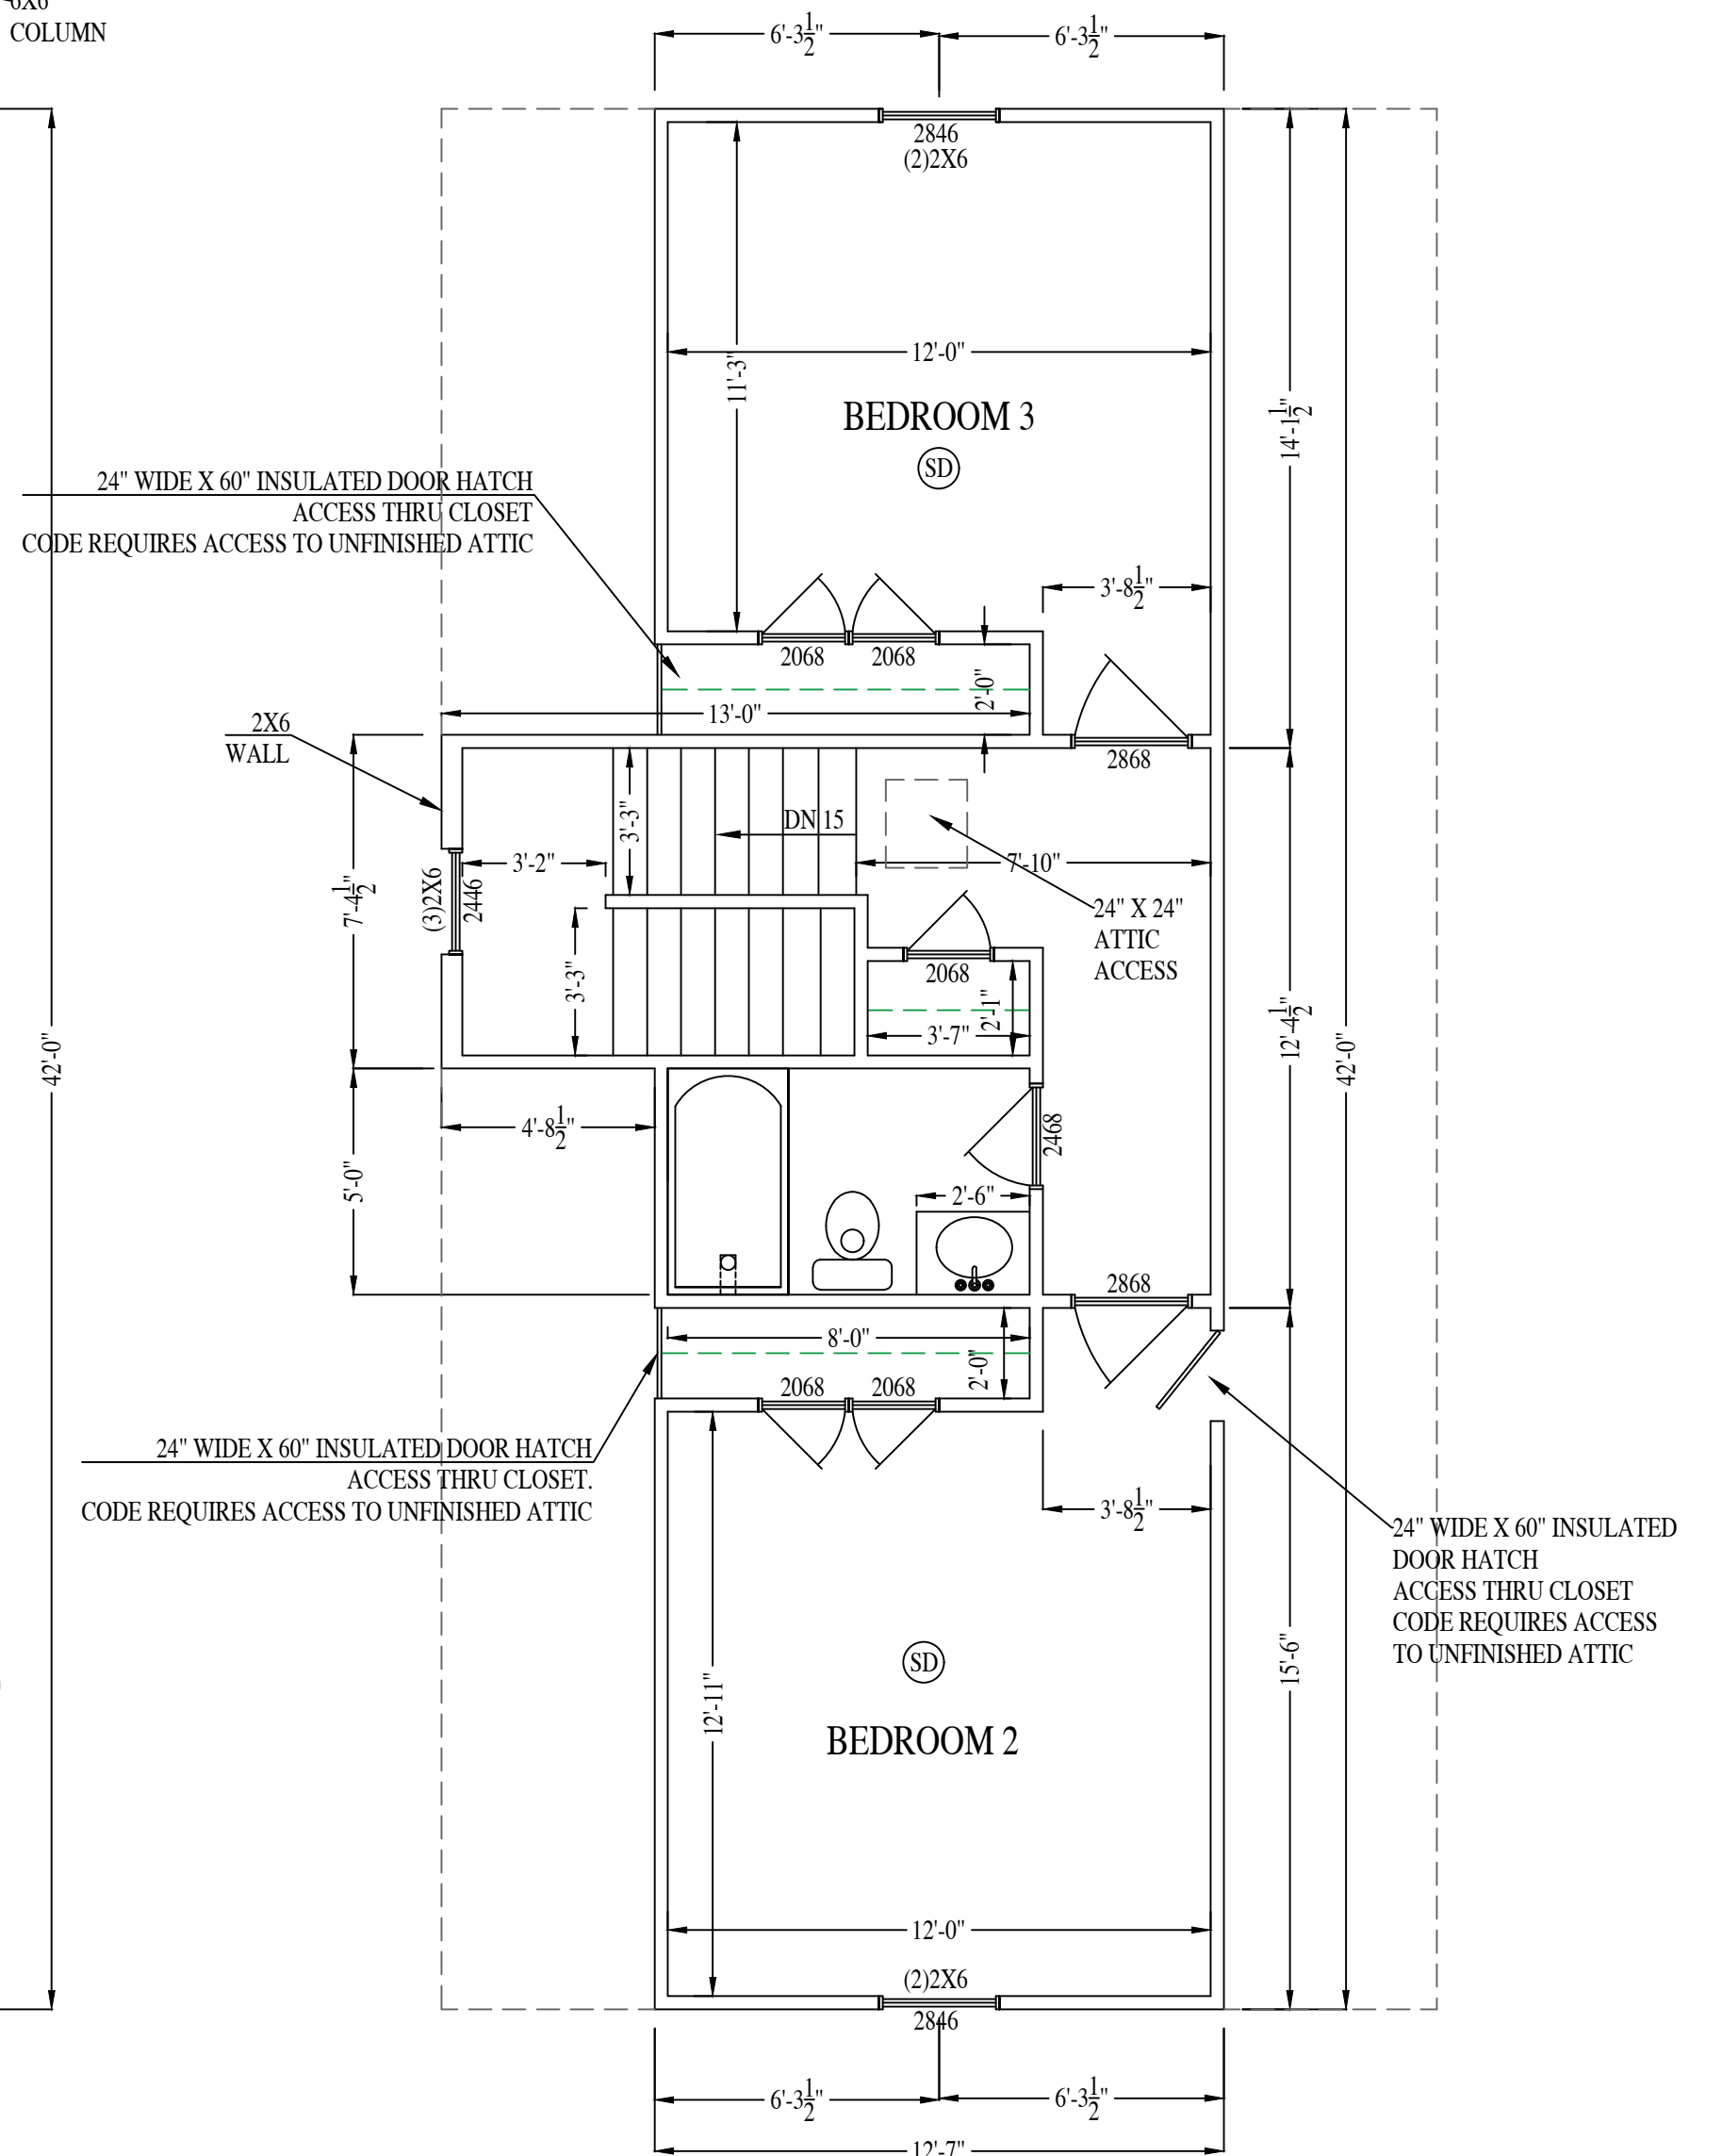 6X6
COLUMN
6'-3 1/2"
6'-3 1/2"
2846
(2)2X6
12'-0"
11'-3"
BEDROOM 3
SD
14'-1 1/2"
24" WIDE X 60" INSULATED DOOR HATCH
ACCESS THRU CLOSET
CODE REQUIRES ACCESS TO UNFINISHED ATTIC
3'-8 1/2"
2068
2068
2'-0"
13'-0"
2X6
WALL
2868
DN 15
3'-3"
3'-2"
7'-10"
(3)2X6
2446
7'-4 1/2"
24" X 24"
ATTIC
ACCESS
2068
3'-3"
2'-1"
3'-7"
12'-4 1/2"
42'-0"
42'-0"
4'-8 1/2"
2468
5'-0"
2'-6"
2868
8'-0"
2'-0"
2068
2068
24" WIDE X 60" INSULATED DOOR HATCH
ACCESS THRU CLOSET.
CODE REQUIRES ACCESS TO UNFINISHED ATTIC
3'-8 1/2"
24" WIDE X 60" INSULATED
DOOR HATCH
ACCESS THRU CLOSET
CODE REQUIRES ACCESS
TO UNFINISHED ATTIC
SD
15'-6"
12'-11"
BEDROOM 2
12'-0"
(2)2X6
2846
6'-3 1/2"
6'-3 1/2"
12'-7"